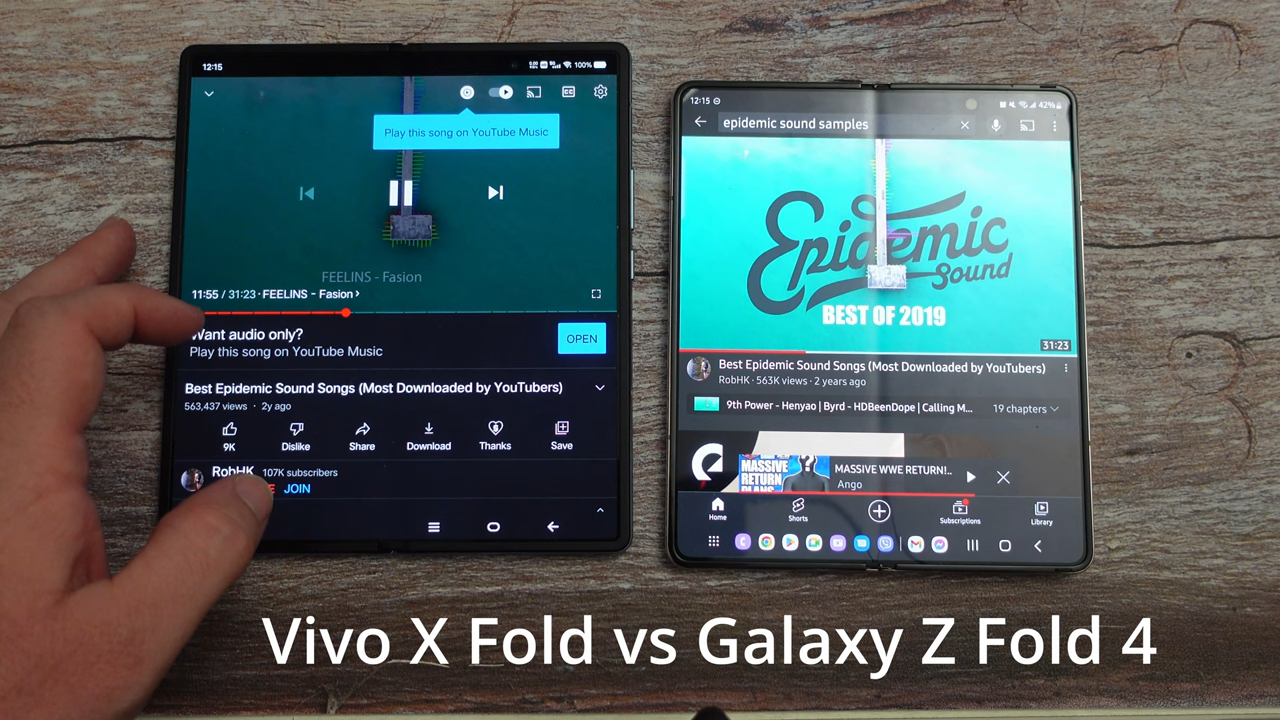 12:15
100%
Play this song on YouTube Music
FEELINS - Fasion
11:55 / 31:23 · FEELINS - Fasion ›
Want audio only?
Play this song on YouTube Music
OPEN
Best Epidemic Sound Songs (Most Downloaded by YouTubers)
563,437 views · 2y ago
9K
Dislike
Share
Download
Thanks
Save
RobHK 107K subscribers
JOIN
12:15
42%
epidemic sound samples
Epidemic
Sound
BEST OF 2019
31:23
Best Epidemic Sound Songs (Most Downloaded by YouTubers)
RobHK · 563K views · 2 years ago
9th Power - Henyao | Byrd - HDBeenDope | Calling M... 19 chapters
MASSIVE
RETURN
PLANS
MASSIVE WWE RETURN!..
Ango
Home
Shorts
Subscriptions
Library
Vivo X Fold vs Galaxy Z Fold 4